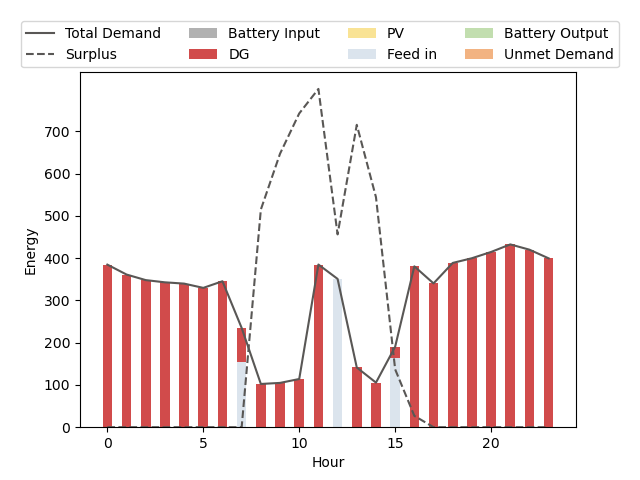 Total Demand Battery Input PV Battery Output
Surplus DG Feed in Unmet Demand
700
600
500
400
300
200
100
0
Energy
0 5 10 15 20
Hour